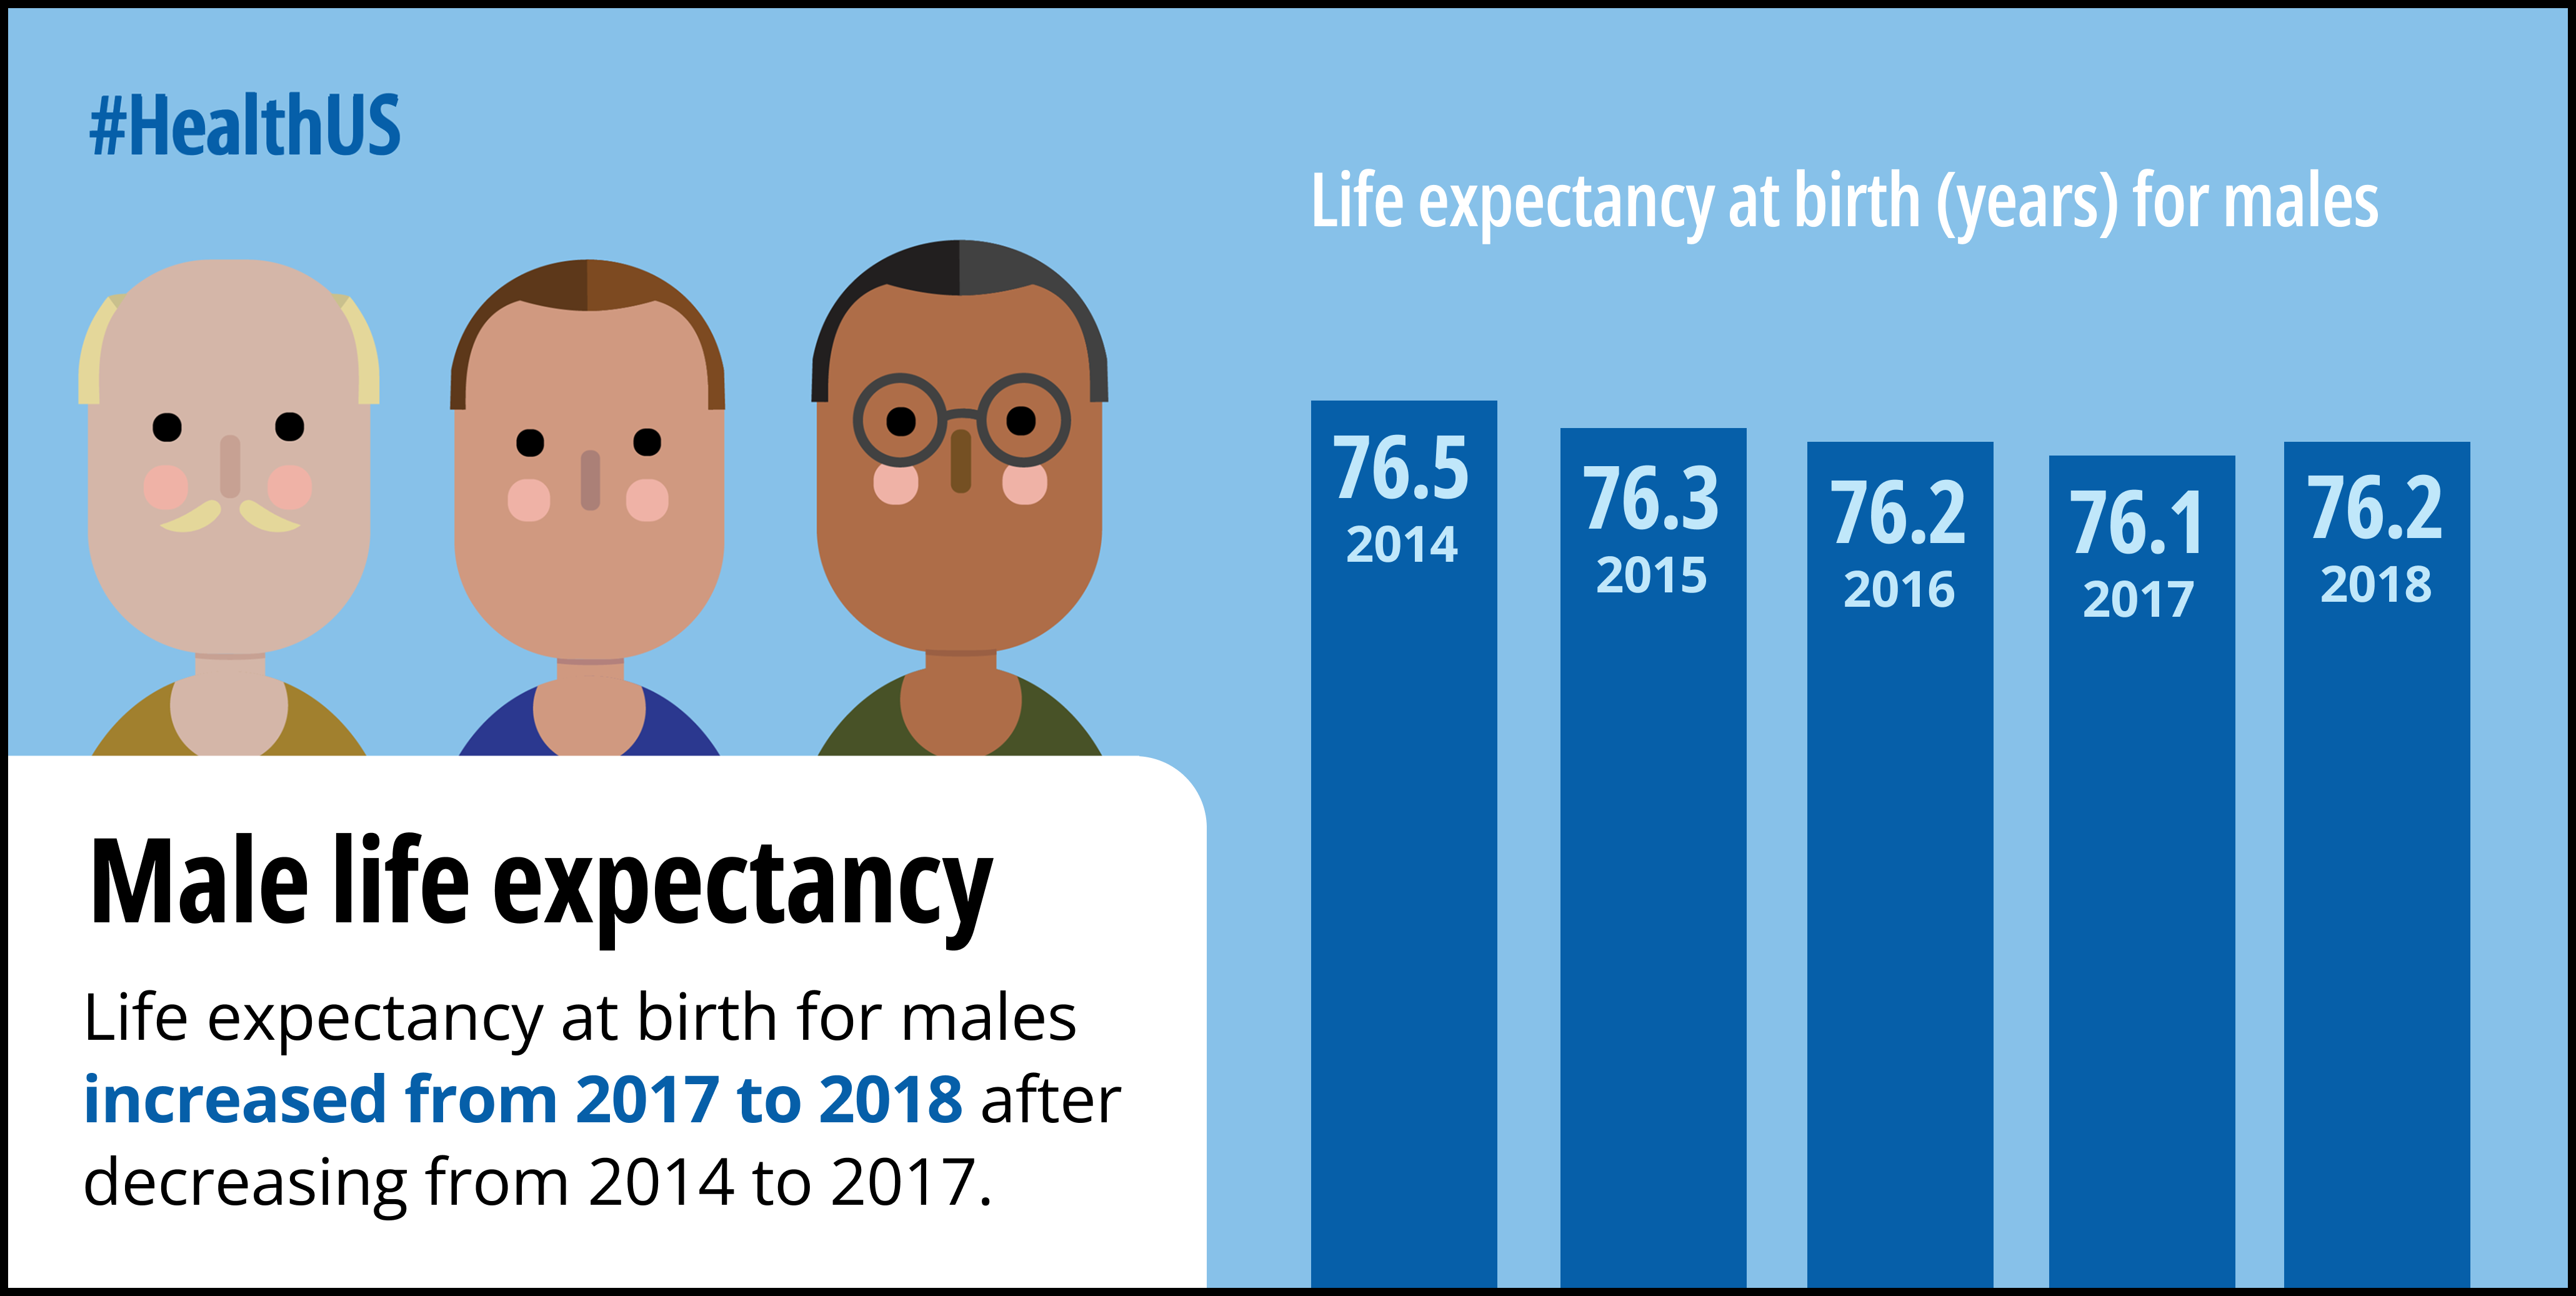 #HealthUS
Life expectancy at birth (years) for males
76.5
2014
76.3
2015
76.2
2016
76.1
2017
76.2
2018
Male life expectancy
Life expectancy at birth for males
increased from 2017 to 2018 after
decreasing from 2014 to 2017.